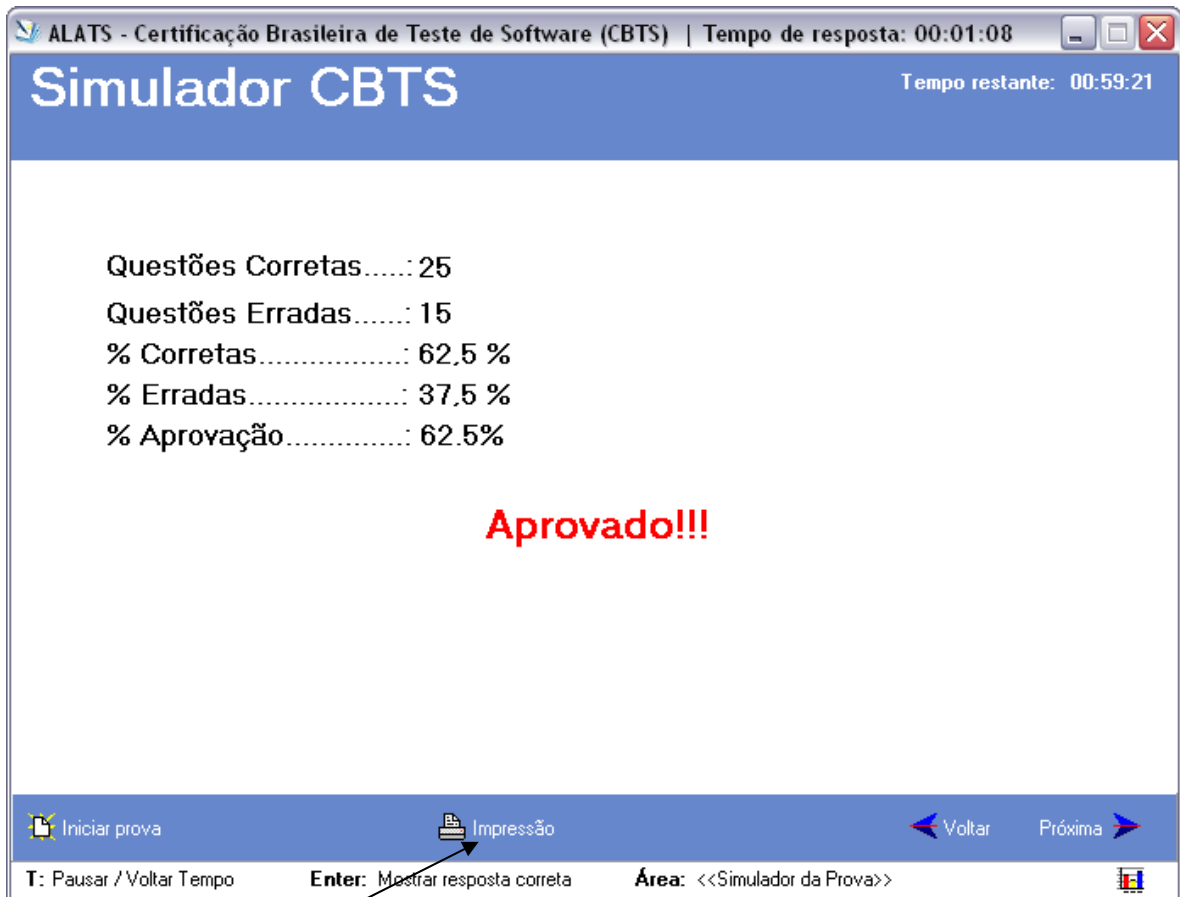 ALATS - Certificação Brasileira de Teste de Software (CBTS) | Tempo de resposta: 00:01:08
Simulador CBTS
Tempo restante: 00:59:21
Questões Corretas.....: 25
Questões Erradas......: 15
% Corretas.................: 62,5 %
% Erradas..................: 37,5 %
% Aprovação..............: 62.5%
Aprovado!!!
Iniciar prova Impressão Voltar Próxima
T: Pausar / Voltar Tempo Enter: Mostrar resposta correta Área: <<Simulador da Prova>>